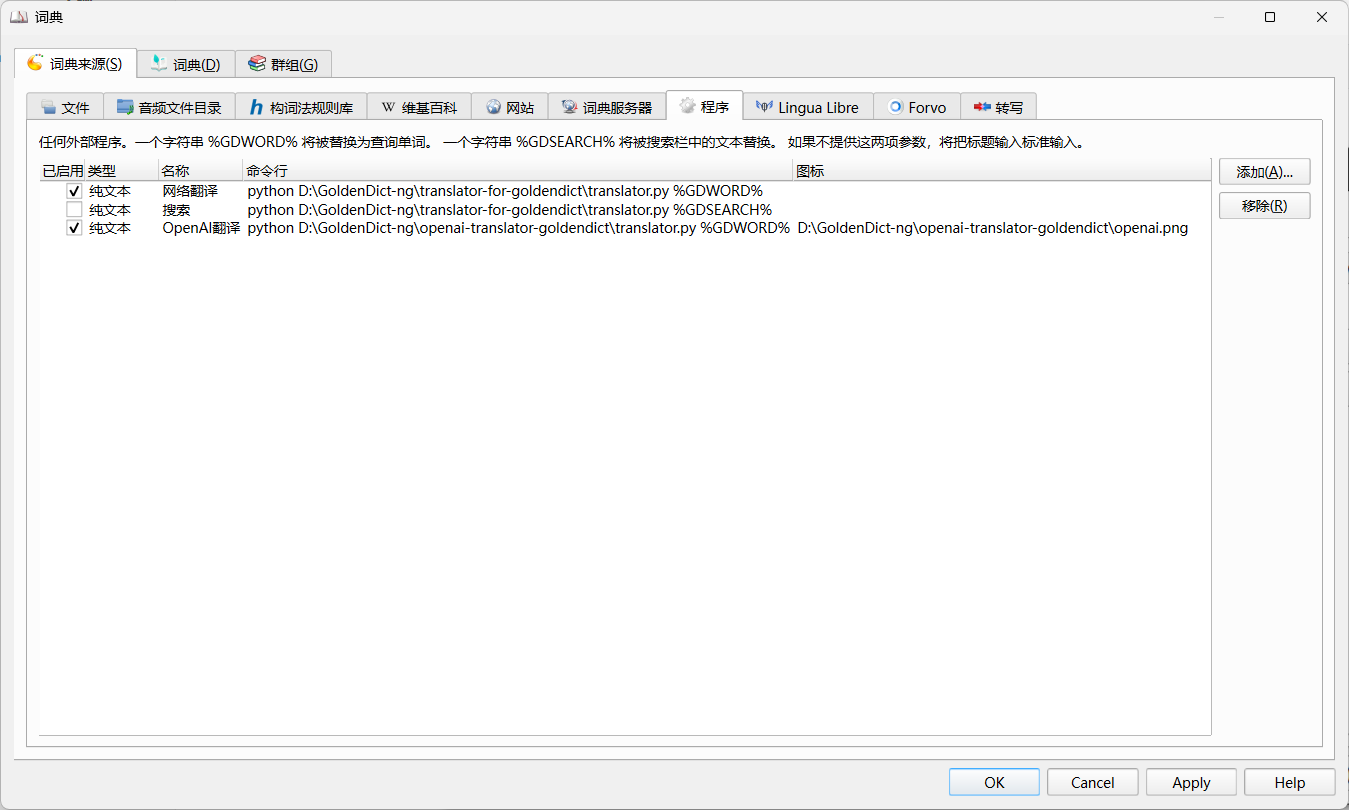 词典
词典来源(S) 词典(D) 群组(G)
文件 音频文件目录 构词法规则库 维基百科 网站 词典服务器 程序 Lingua Libre Forvo 转写
任何外部程序。一个字符串 %GDWORD% 将被替换为查询单词。 一个字符串 %GDSEARCH% 将被搜索栏中的文本替换。 如果不提供这两项参数，将把标题输入标准输入。
已启用 类型 名称 命令行 图标 添加(A)...
纯文本 网络翻译 python D:\GoldenDict-ng\translator-for-goldendict\translator.py %GDWORD%
纯文本 搜索 python D:\GoldenDict-ng\translator-for-goldendict\translator.py %GDSEARCH% 移除(R)
纯文本 OpenAI翻译 python D:\GoldenDict-ng\openai-translator-goldendict\translator.py %GDWORD% D:\GoldenDict-ng\openai-translator-goldendict\openai.png
OK Cancel Apply Help